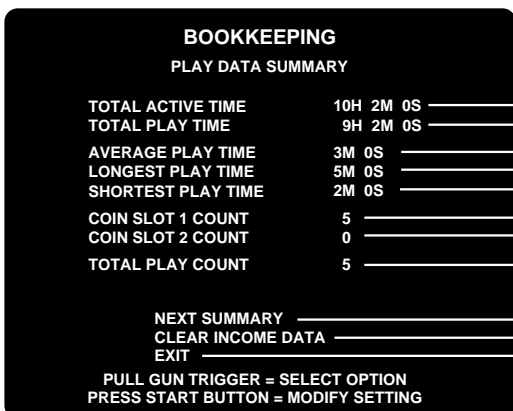 BOOKKEEPING
PLAY DATA SUMMARY
TOTAL ACTIVE TIME 10H 2M 0S
TOTAL PLAY TIME 9H 2M 0S
AVERAGE PLAY TIME 3M 0S
LONGEST PLAY TIME 5M 0S
SHORTEST PLAY TIME 2M 0S
COIN SLOT 1 COUNT 5
COIN SLOT 2 COUNT 0
TOTAL PLAY COUNT 5
NEXT SUMMARY
CLEAR INCOME DATA
EXIT
PULL GUN TRIGGER = SELECT OPTION
PRESS START BUTTON = MODIFY SETTING